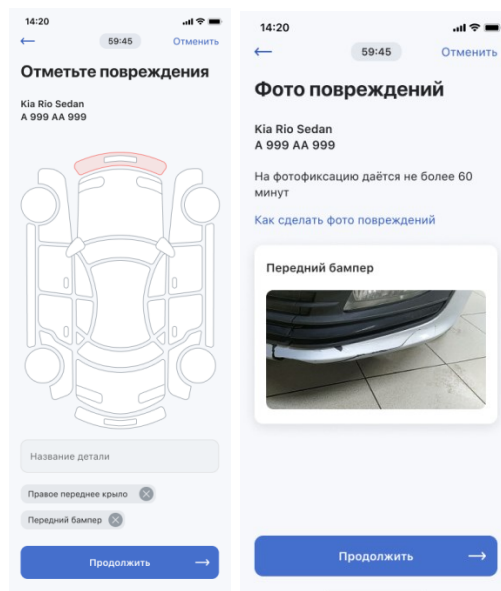 14:20
59:45
Отменить
Отметьте повреждения
Kia Rio Sedan
А 999 АА 999
Название детали
Правое переднее крыло
Передний бампер
Продолжить
14:20
59:45
Отменить
Фото повреждений
Kia Rio Sedan
А 999 АА 999
На фотофиксацию даётся не более 60
минут
Как сделать фото повреждений
Передний бампер
Продолжить